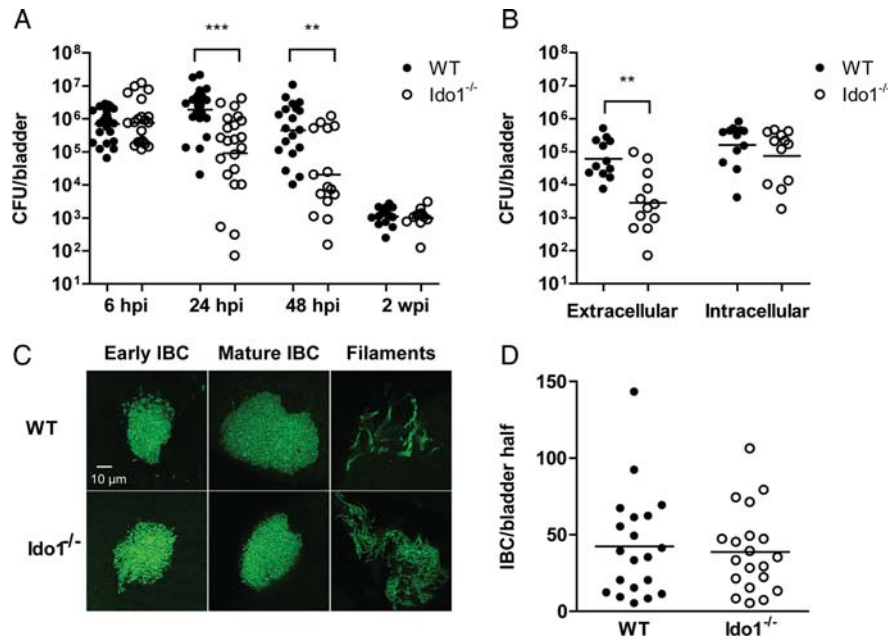 A
***
**
10⁸
10⁷
10⁶
10⁵
10⁴
10³
10²
10¹
CFU/bladder
WT
Ido1⁻/⁻
6 hpi 24 hpi 48 hpi 2 wpi
B
**
10⁸
10⁷
10⁶
10⁵
10⁴
10³
10²
10¹
CFU/bladder
WT
Ido1⁻/⁻
Extracellular Intracellular
C
Early IBC Mature IBC Filaments
WT
10 µm
Ido1⁻/⁻
D
150
100
50
0
IBC/bladder half
WT Ido1⁻/⁻